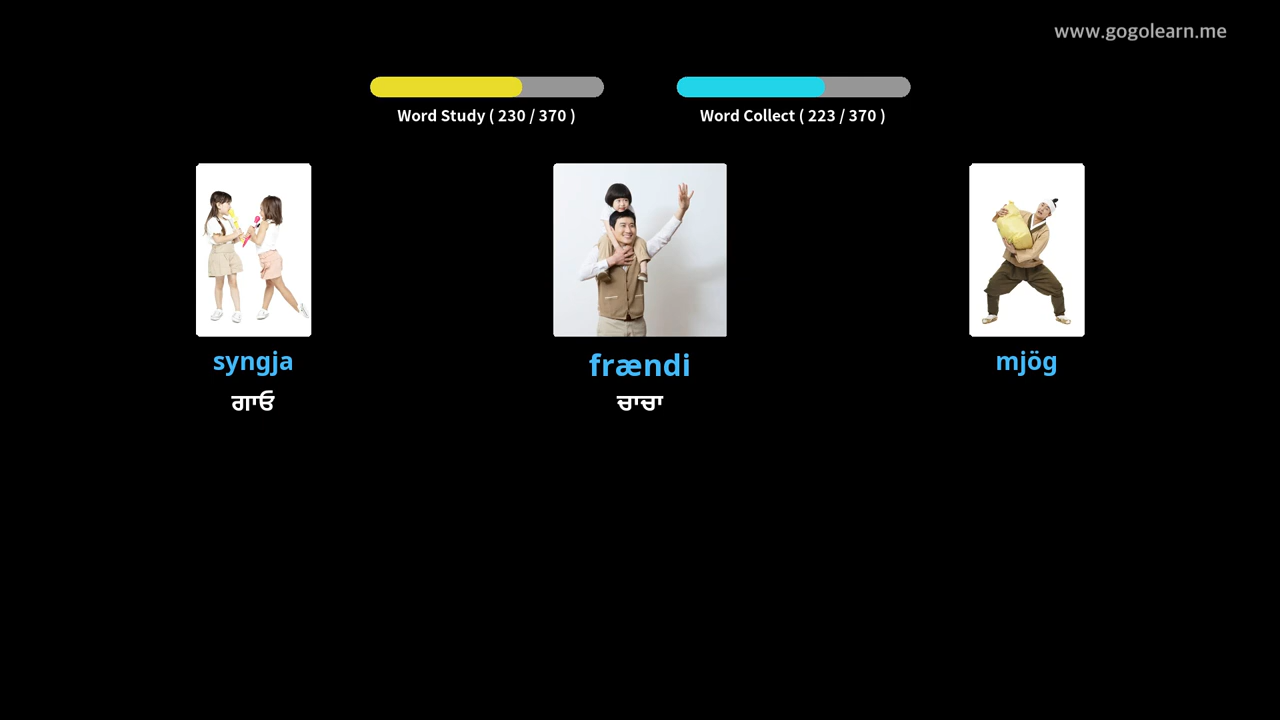 www.gogolearn.me
Word Study ( 230 / 370 )
Word Collect ( 223 / 370 )
syngja
frændi
mjög
ਗਾਓ
ਚਾਚਾ